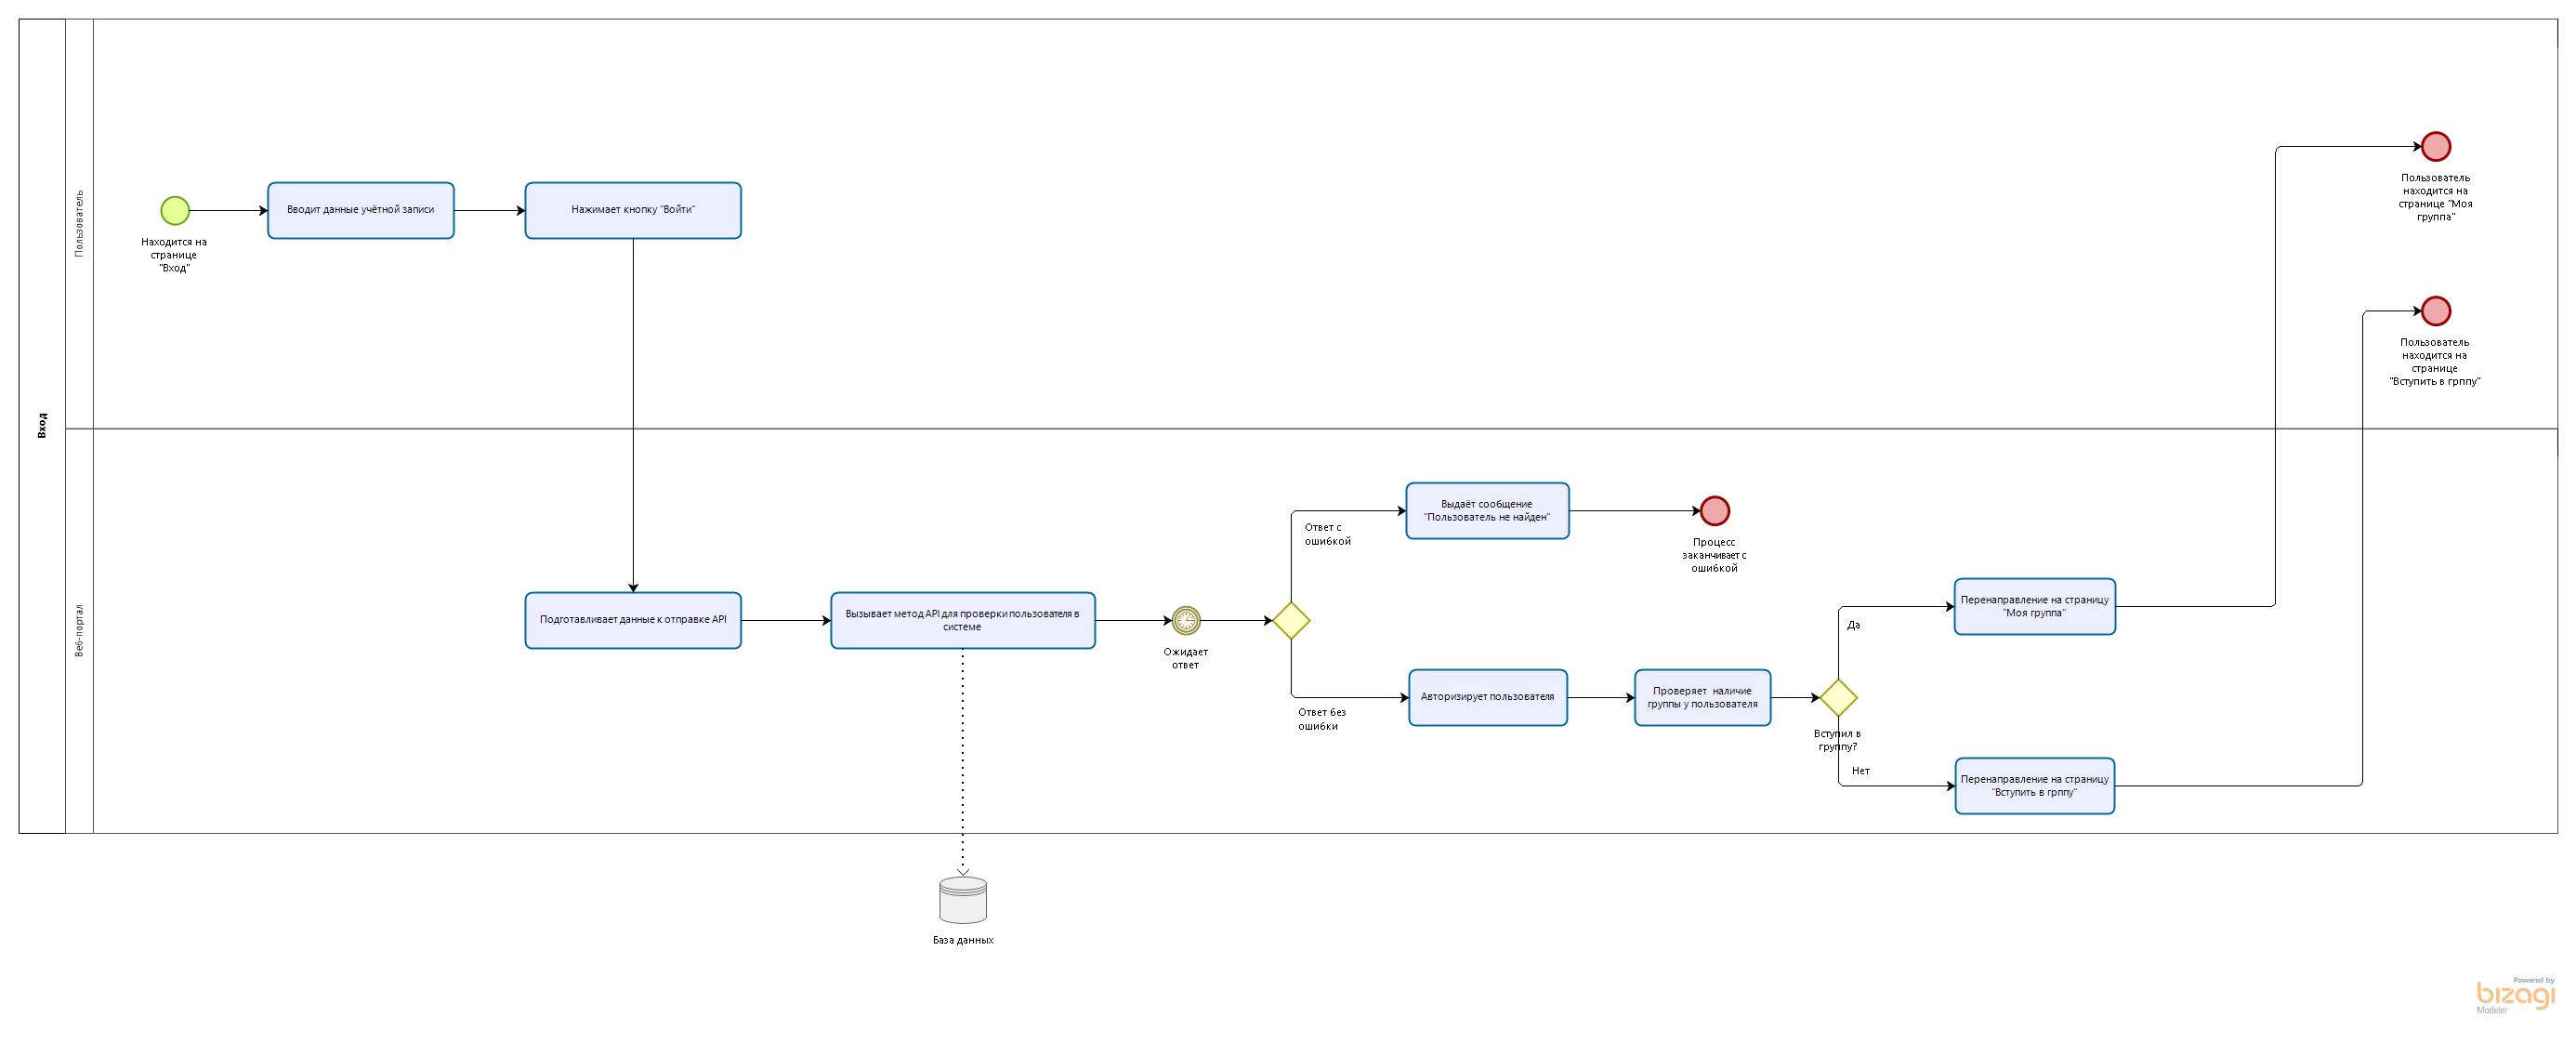 Вход
Пользователь
Находится на
странице
"Вход"
Вводит данные учётной записи
Нажимает кнопку "Войти"
Пользователь
находится на
странице "Моя
группа"
Пользователь
находится на
странице
"Вступить в грппу"
Веб-портал
Подготавливает данные к отправке API
Вызывает метод API для проверки пользователя в
системе
Ожидает
ответ
Ответ с
ошибкой
Выдаёт сообщение
"Пользователь не найден"
Процесс
заканчивает с
ошибкой
Ответ без
ошибки
Авторизирует пользователя
Проверяет наличие
группы у пользователя
Вступил в
группу?
Да
Перенаправление на страницу
"Моя группа"
Нет
Перенаправление на страницу
"Вступить в грппу"
База данных
Powered by
bizagi
Modeler